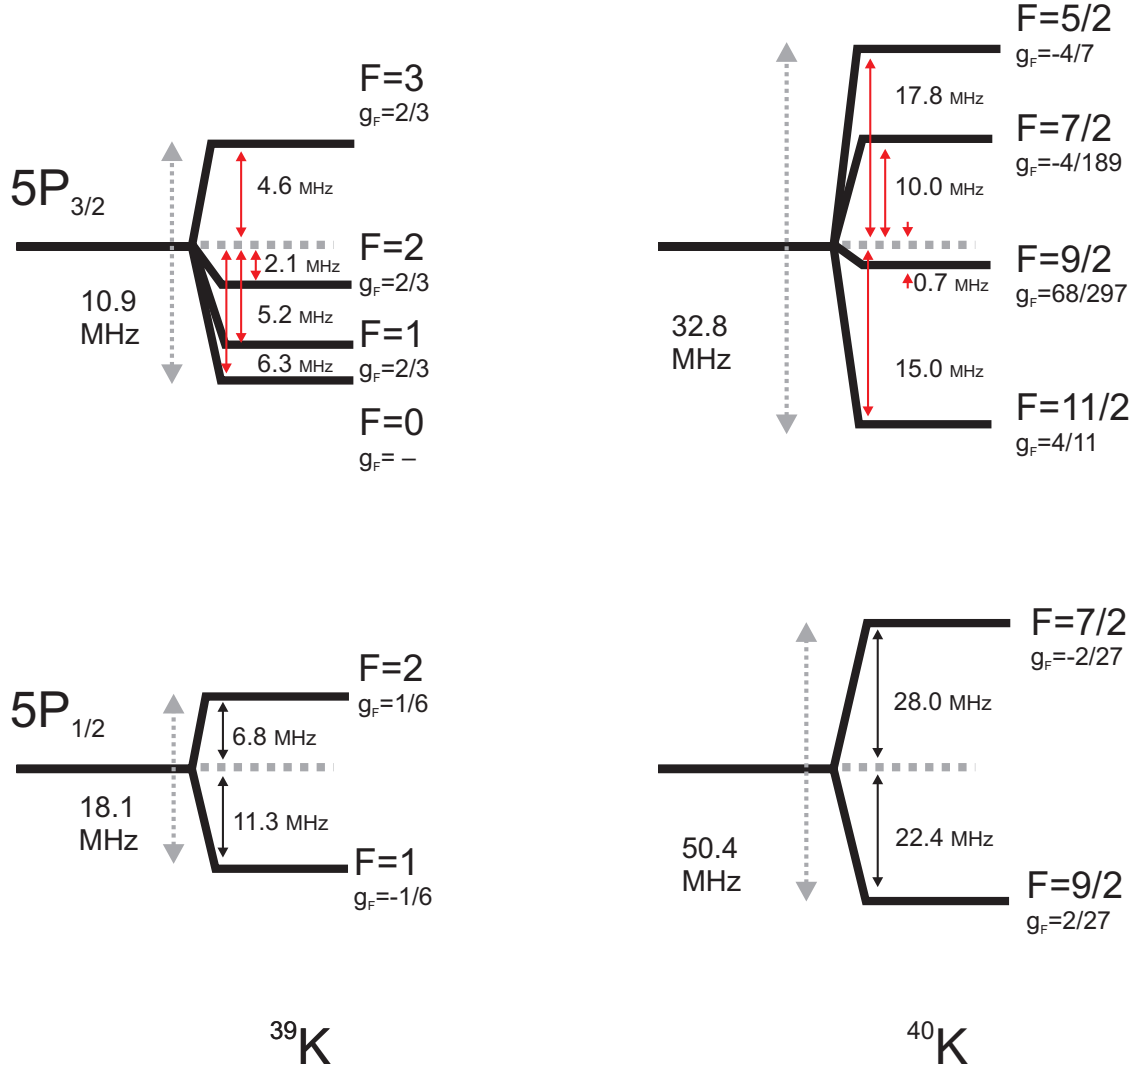 F=3
g_F=2/3
5P_3/2
4.6 MHz
F=2
g_F=2/3
2.1 MHz
10.9
MHz
5.2 MHz
F=1
g_F=2/3
6.3 MHz
F=0
g_F= –
F=5/2
g_F=-4/7
17.8 MHz
F=7/2
g_F=-4/189
10.0 MHz
F=9/2
g_F=68/297
0.7 MHz
32.8
MHz
15.0 MHz
F=11/2
g_F=4/11
F=2
g_F=1/6
5P_1/2
6.8 MHz
18.1
MHz
11.3 MHz
F=1
g_F=-1/6
F=7/2
g_F=-2/27
28.0 MHz
50.4
MHz
22.4 MHz
F=9/2
g_F=2/27
³⁹K
⁴⁰K